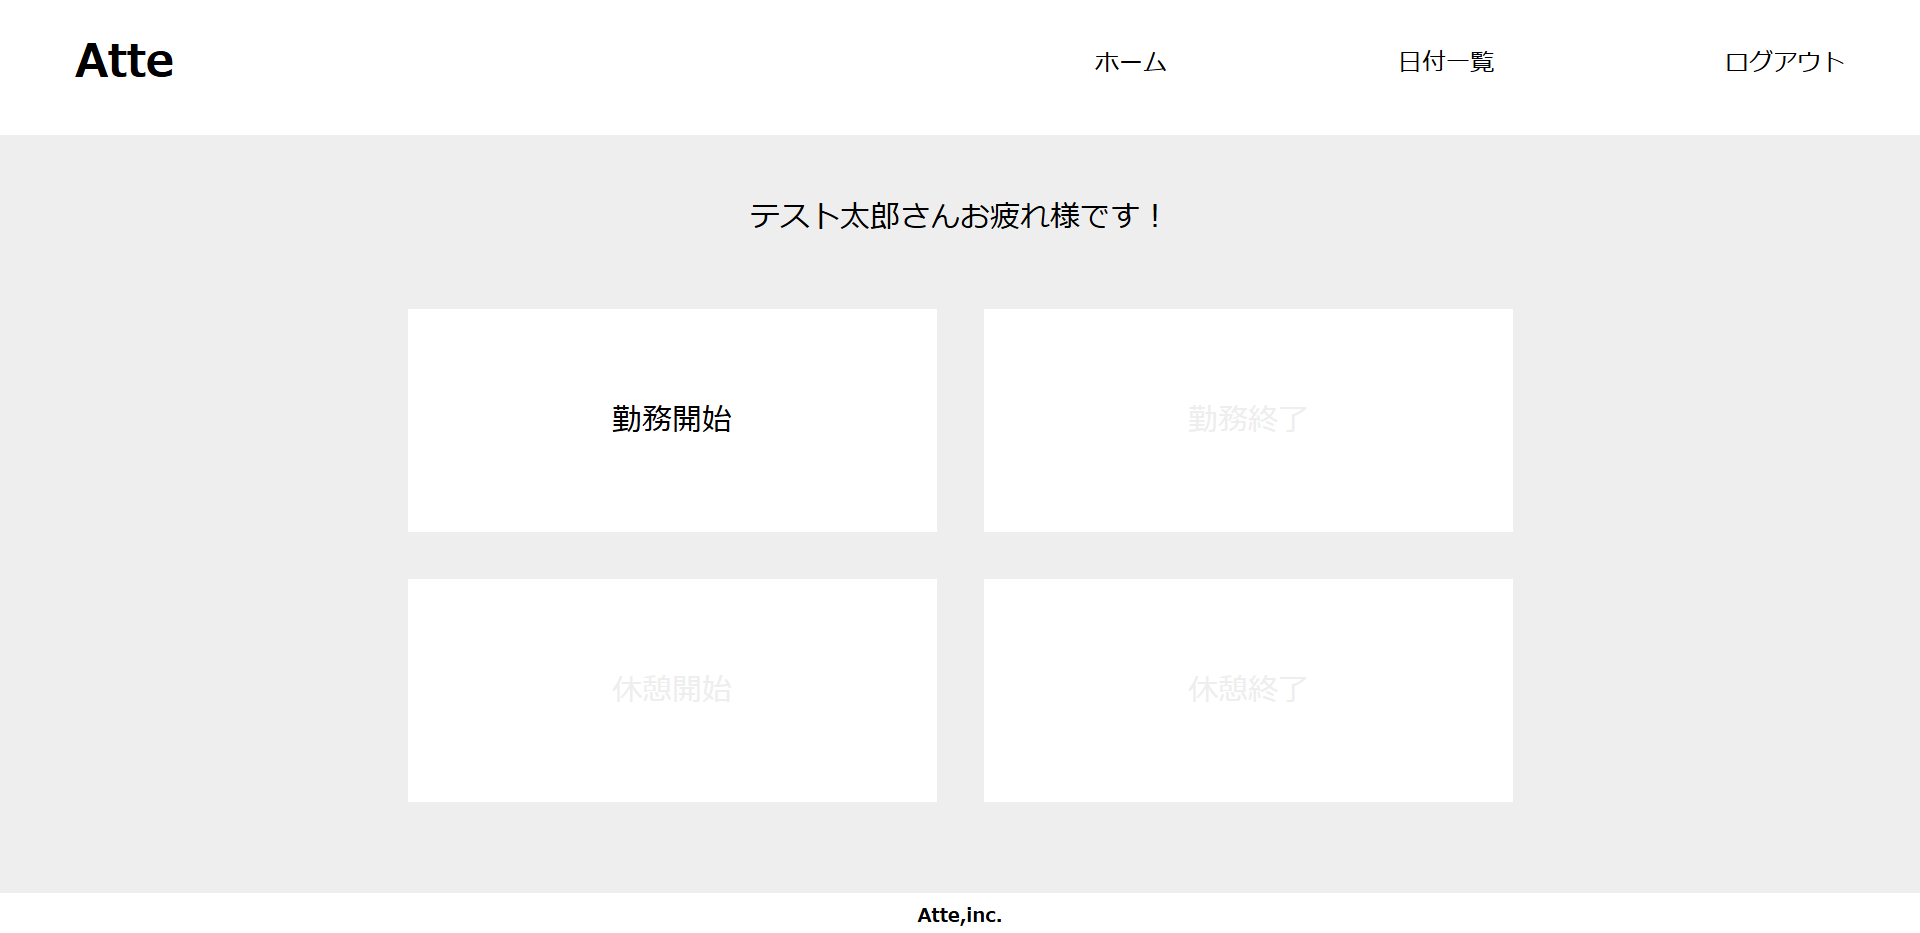 Atte
ホーム 日付一覧 ログアウト
テスト太郎さんお疲れ様です！
勤務開始 勤務終了
休憩開始 休憩終了
Atte,inc.